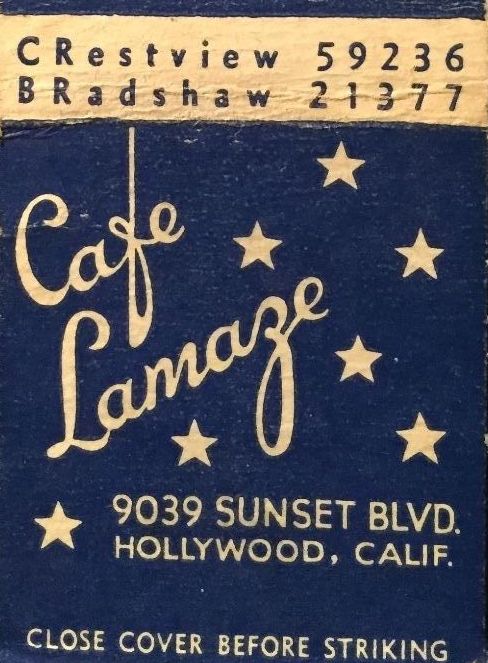 CRestview 59236
BRadshaw 21377
Cafe
Lamaze
9039 SUNSET BLVD.
HOLLYWOOD, CALIF.
CLOSE COVER BEFORE STRIKING